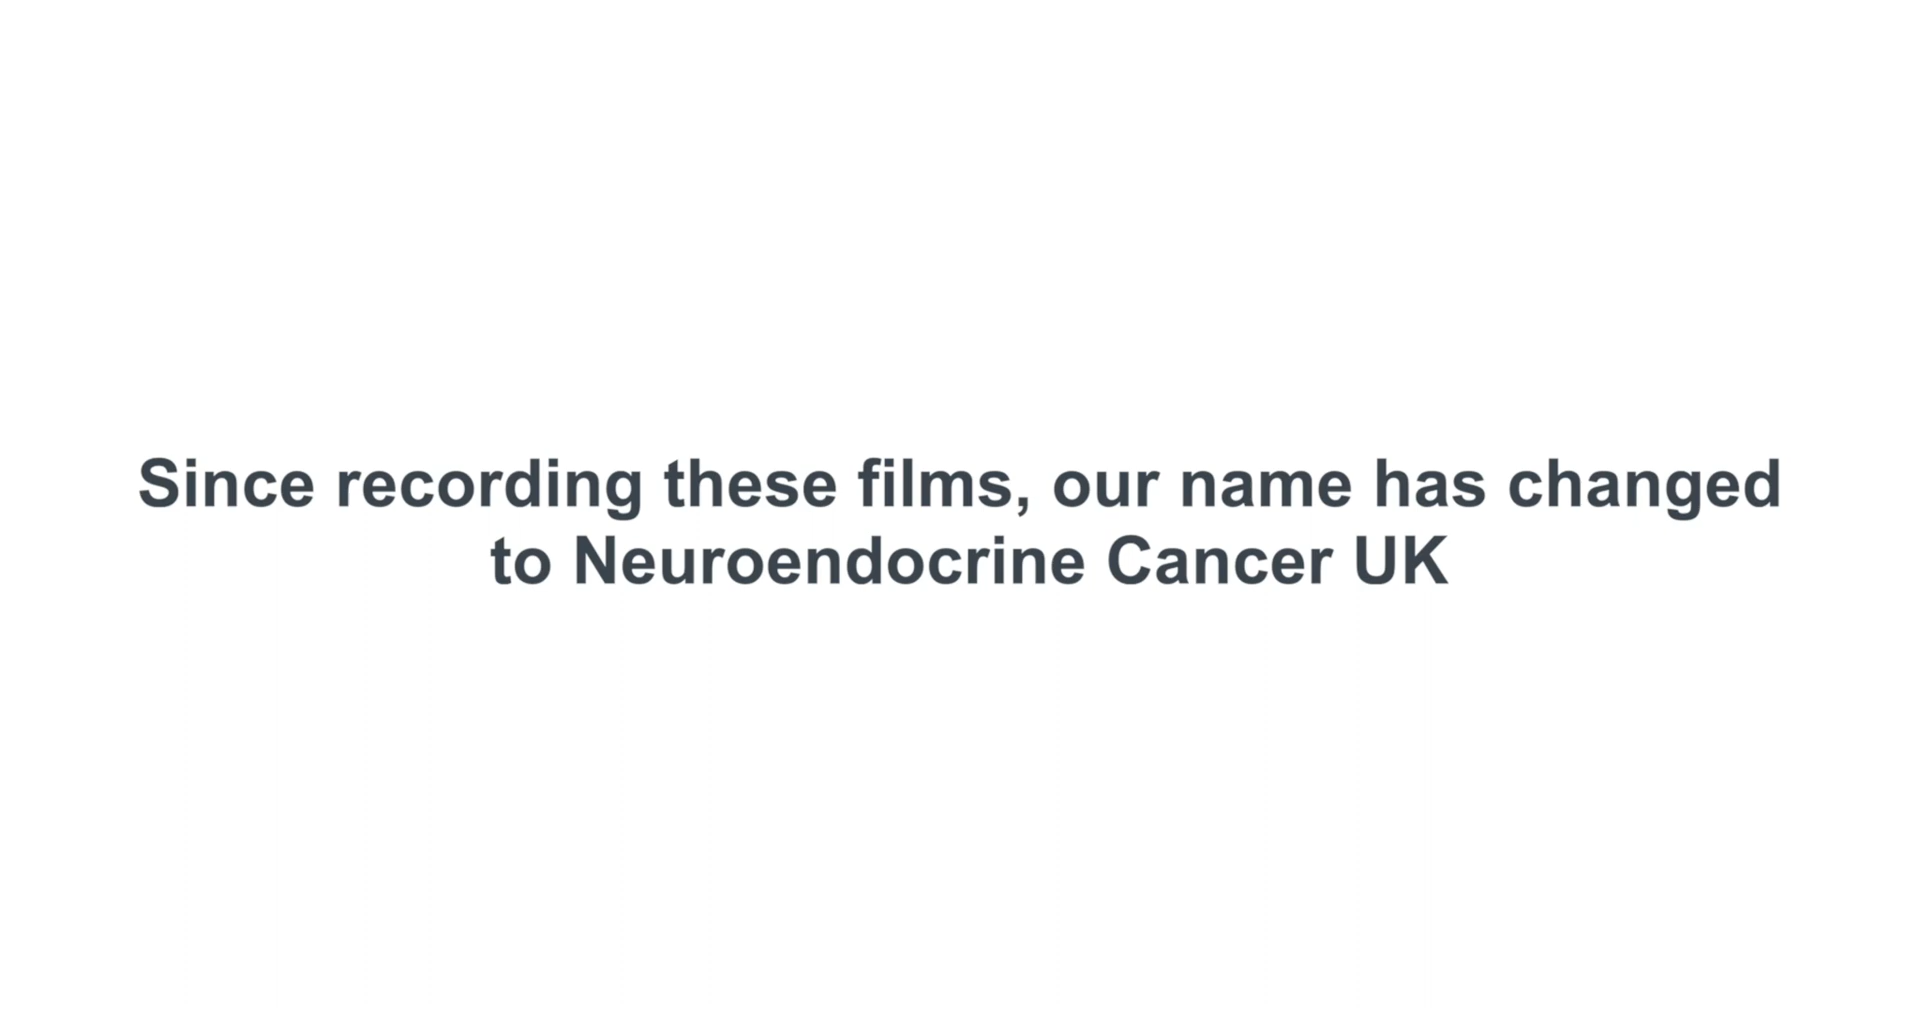 Since recording these films, our name has changed
to Neuroendocrine Cancer UK